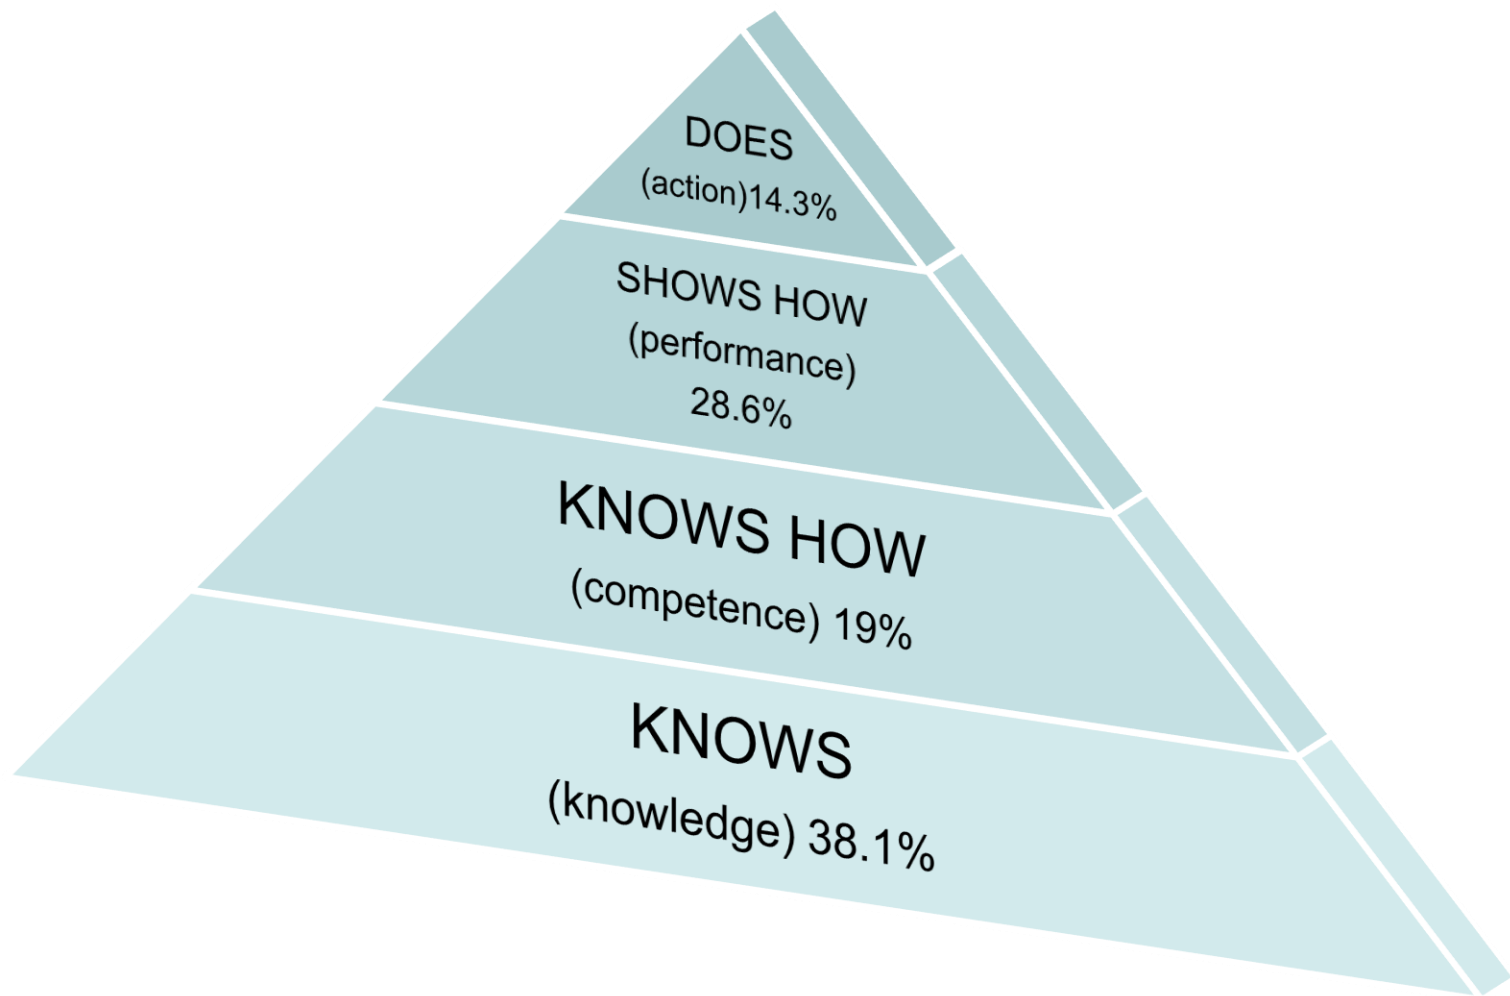 DOES
(action)14.3%
SHOWS HOW
(performance)
28.6%
KNOWS HOW
(competence) 19%
KNOWS
(knowledge) 38.1%